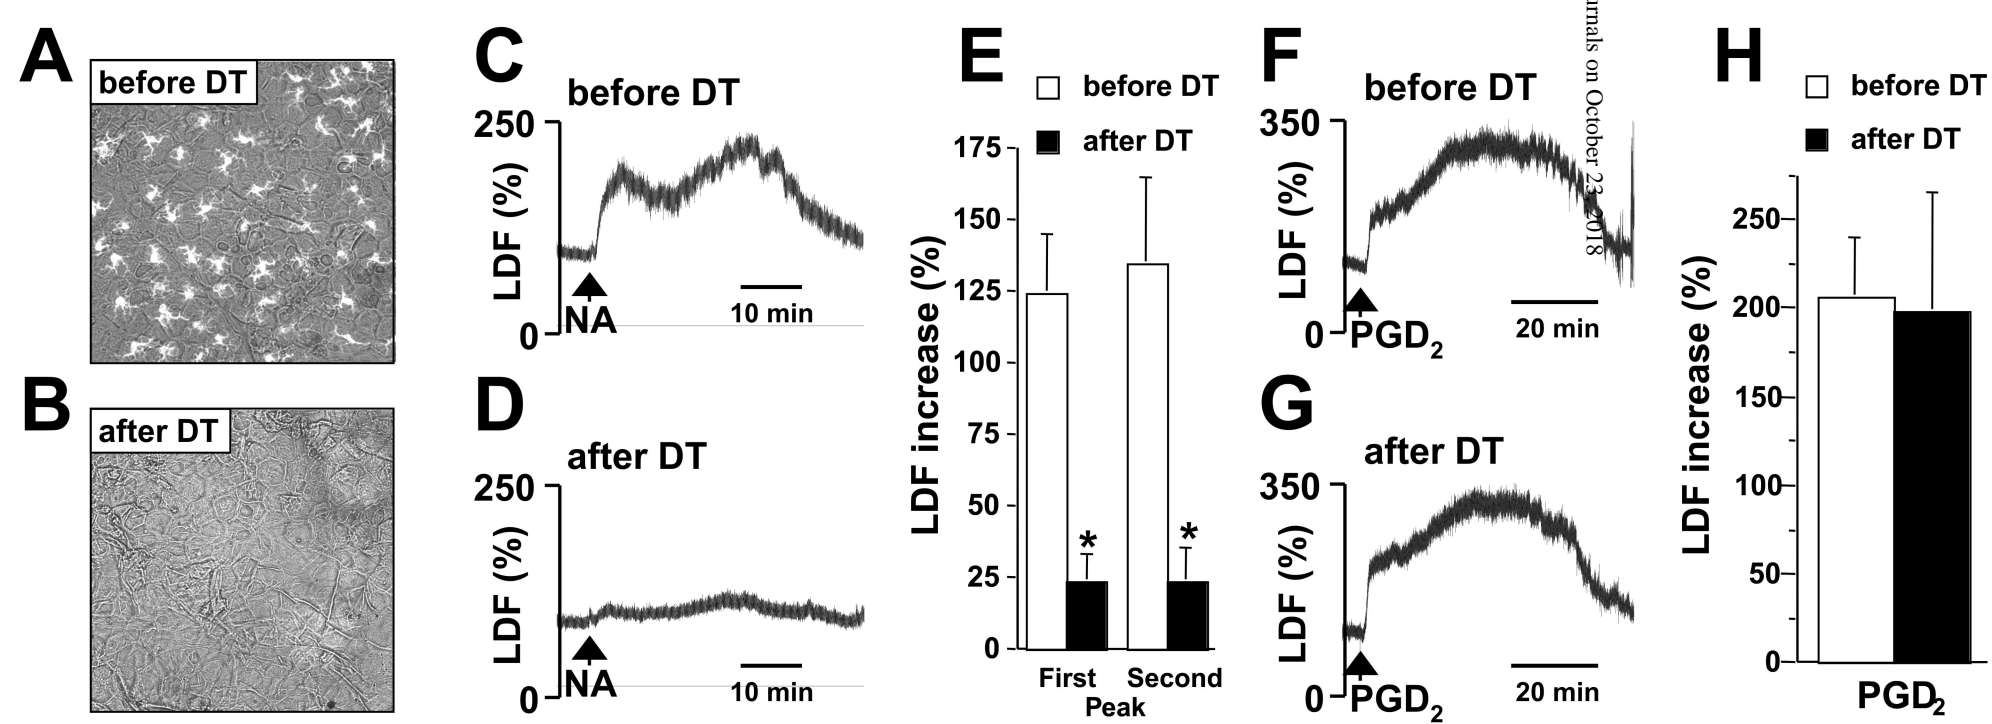 A
before DT
B
after DT
C
before DT
250
LDF (%)
0
NA
10 min
D
after DT
250
LDF (%)
0
NA
10 min
E
before DT
after DT
LDF increase (%)
175
150
125
100
75
50
25
0
*
*
First
Second
Peak
F
before DT
350
LDF (%)
0
PGD2
20 min
urnals on October 23, 2018
G
after DT
350
LDF (%)
0
PGD2
20 min
H
before DT
after DT
LDF increase (%)
250
200
150
100
50
0
PGD2